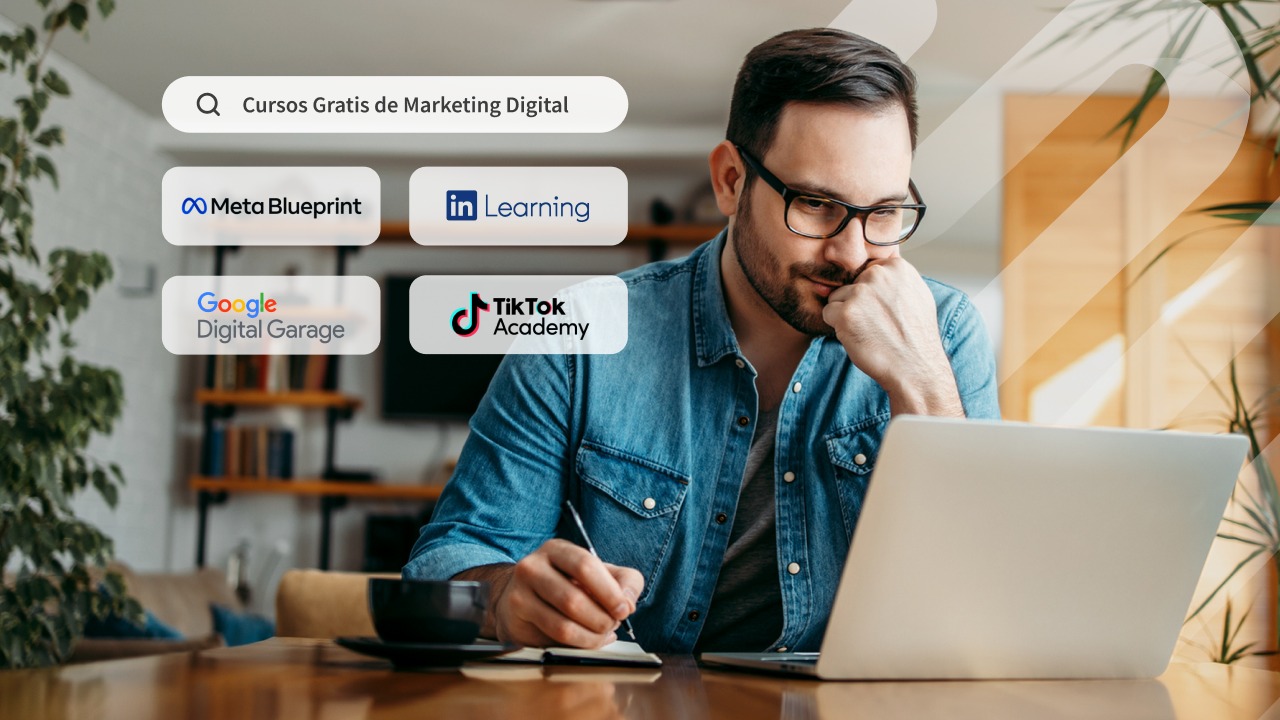 Cursos Gratis de Marketing Digital
Meta Blueprint
in Learning
Google
Digital Garage
TikTok
Academy